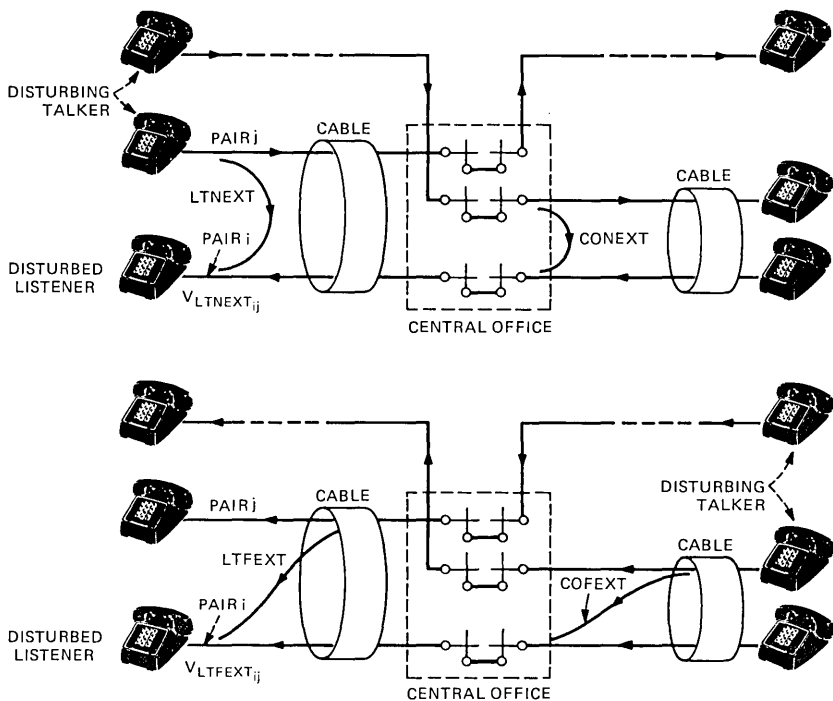 DISTURBING
TALKER
PAIR j
CABLE
CABLE
LTNEXT
PAIR i
CONEXT
DISTURBED
LISTENER
V_LTNEXT_ij
CENTRAL OFFICE
CABLE
DISTURBING
TALKER
PAIR j
CABLE
LTFEXT
COFEXT
PAIR i
DISTURBED
LISTENER
V_LTFEXT_ij
CENTRAL OFFICE